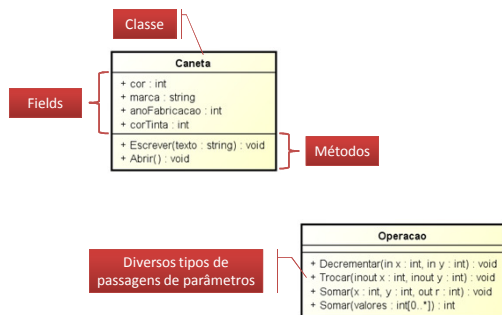 Classe
Caneta
Fields
+ cor : int
+ marca : string
+ anoFabricacao : int
+ corTinta : int
+ Escrever(texto : string) : void
+ Abrir() : void
Métodos
Operacao
Diversos tipos de
passagens de parâmetros
+ Decrementar(in x : int, in y : int) : void
+ Trocar(inout x : int, inout y : int) : void
+ Somar(x : int, y : int, out r : int) : void
+ Somar(valores : int[0..*]) : int